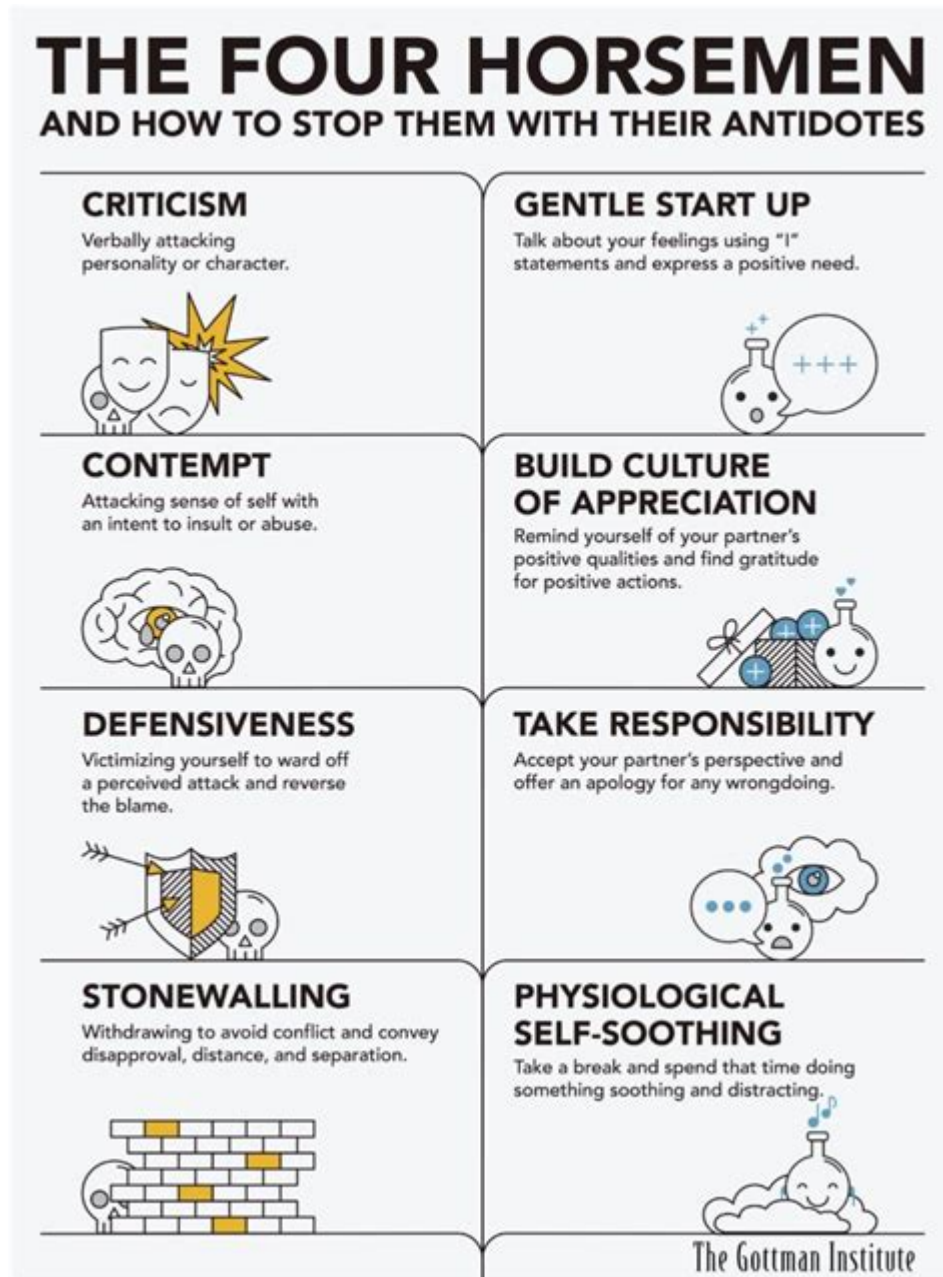 THE FOUR HORSEMEN
AND HOW TO STOP THEM WITH THEIR ANTIDOTES
CRITICISM
Verbally attacking
personality or character.
GENTLE START UP
Talk about your feelings using "I"
statements and express a positive need.
CONTEMPT
Attacking sense of self with
an intent to insult or abuse.
BUILD CULTURE
OF APPRECIATION
Remind yourself of your partner's
positive qualities and find gratitude
for positive actions.
DEFENSIVENESS
Victimizing yourself to ward off
a perceived attack and reverse
the blame.
TAKE RESPONSIBILITY
Accept your partner's perspective and
offer an apology for any wrongdoing.
STONEWALLING
Withdrawing to avoid conflict and convey
disapproval, distance, and separation.
PHYSIOLOGICAL
SELF-SOOTHING
Take a break and spend that time doing
something soothing and distracting.
The Gottman Institute